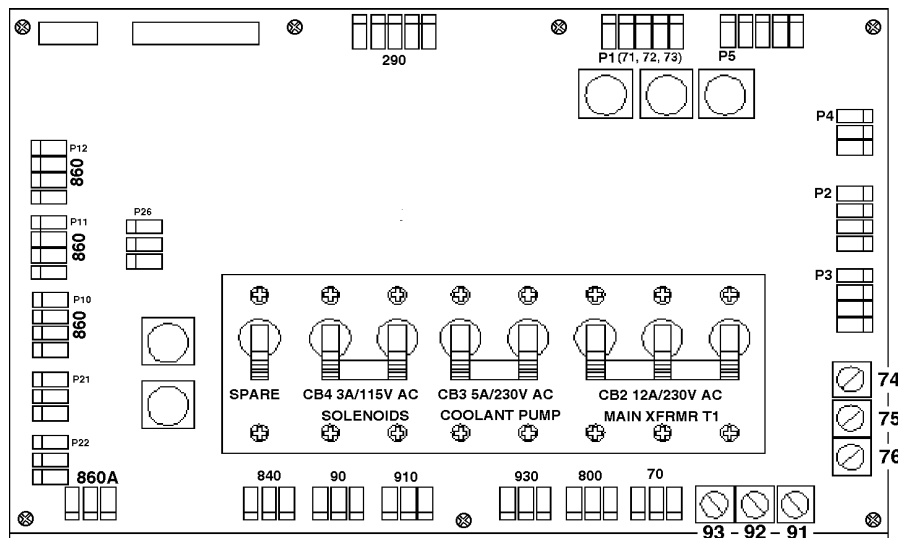 290
P1 (71, 72, 73)
P5
P4
P12
860
P2
P26
P11
860
P3
P10
860
74
P21
SPARE
CB4 3A/115V AC
SOLENOIDS
CB3 5A/230V AC
COOLANT PUMP
CB2 12A/230V AC
MAIN XFRMR T1
75
P22
76
860A
840
90
910
930
800
70
93 - 92 - 91